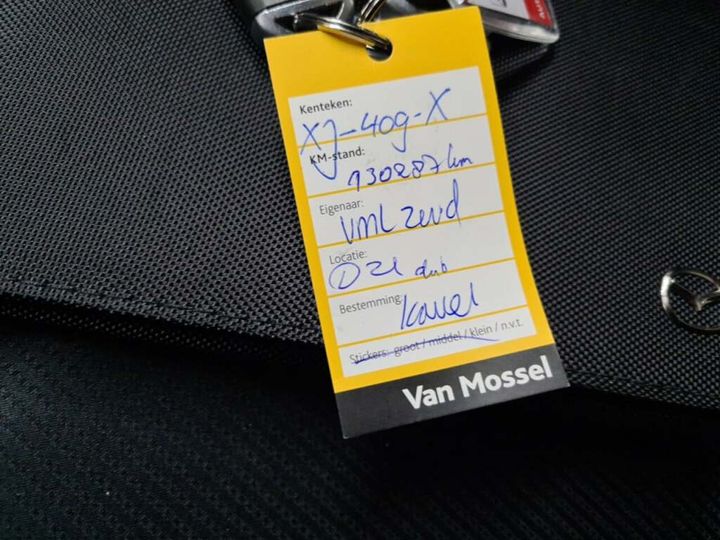 Kenteken:
XJ-409-X
KM-stand:
130287 km
Eigenaar:
VML Zuid
Locatie:
D21 dub
Bestemming:
Kavel
Stickers: groot / middel / klein / n.v.t.
Van Mossel